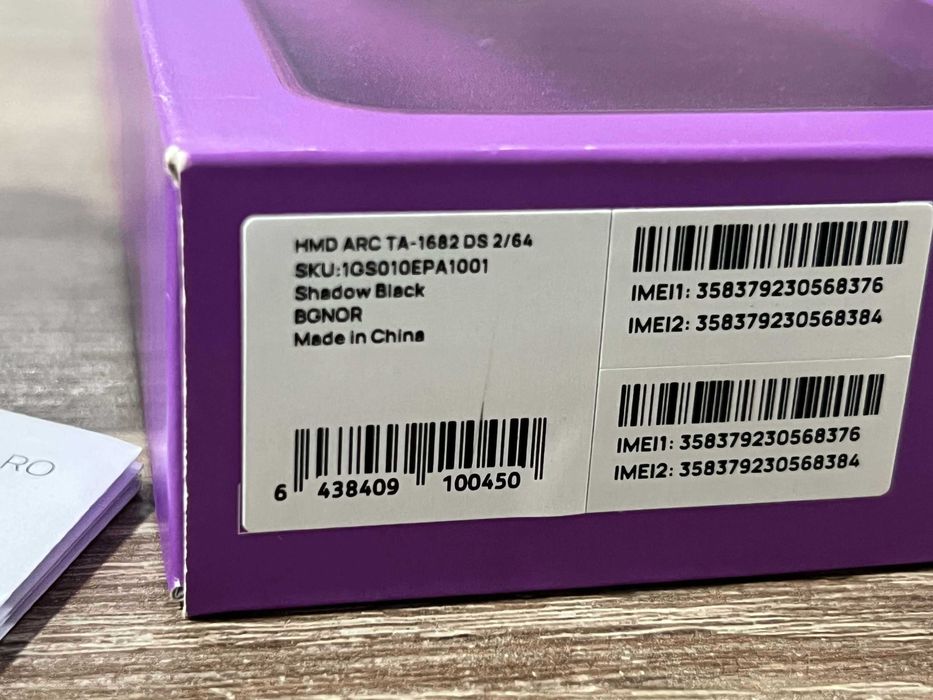 HMD ARC TA-1682 DS 2/64
SKU:1GS010EPA1001
Shadow Black
BGNOR
Made in China
6 438409 100450
IMEI1: 358379230568376
IMEI2: 358379230568384
IMEI1: 358379230568376
IMEI2: 358379230568384
RO